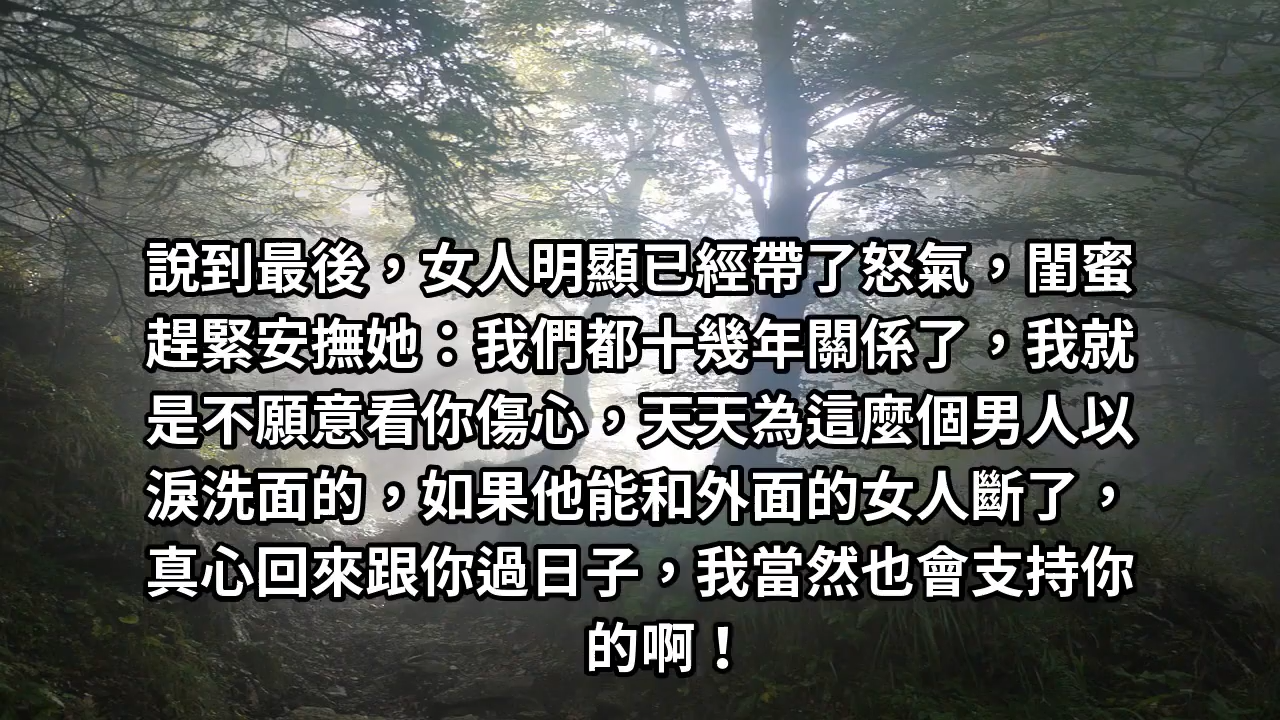 說到最後，女人明顯已經帶了怒氣，閨蜜
趕緊安撫她：我們都十幾年關係了，我就
是不願意看你傷心，天天為這麼個男人以
淚洗面的，如果他能和外面的女人斷了，
真心回來跟你過日子，我當然也會支持你
的啊！